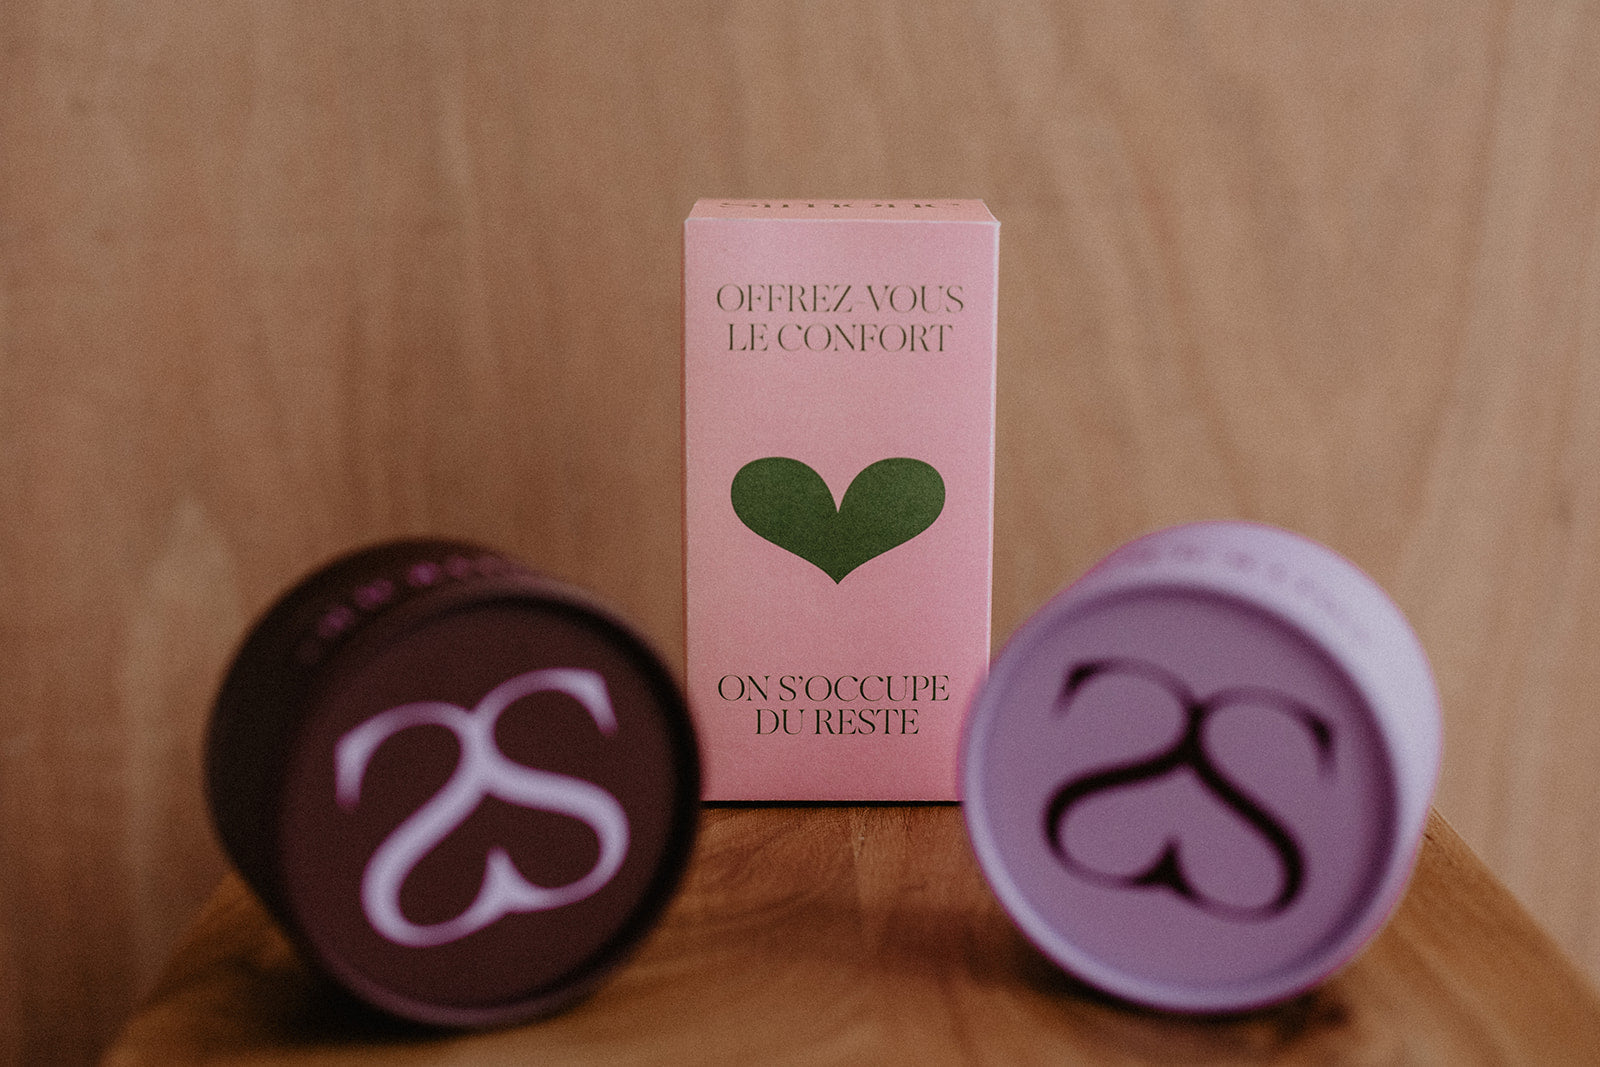 OFFREZ-VOUS
LE CONFORT
ON S'OCCUPE
DU RESTE